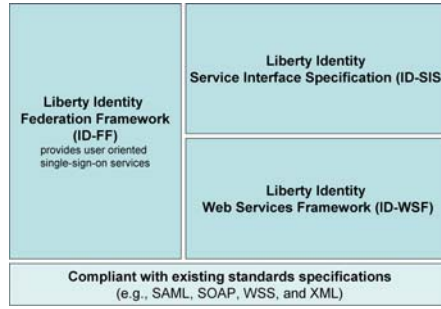 Liberty Identity
Federation Framework
(ID-FF)
provides user oriented
single-sign-on services
Liberty Identity
Service Interface Specification (ID-SIS
Liberty Identity
Web Services Framework (ID-WSF)
Compliant with existing standards specifications
(e.g., SAML, SOAP, WSS, and XML)